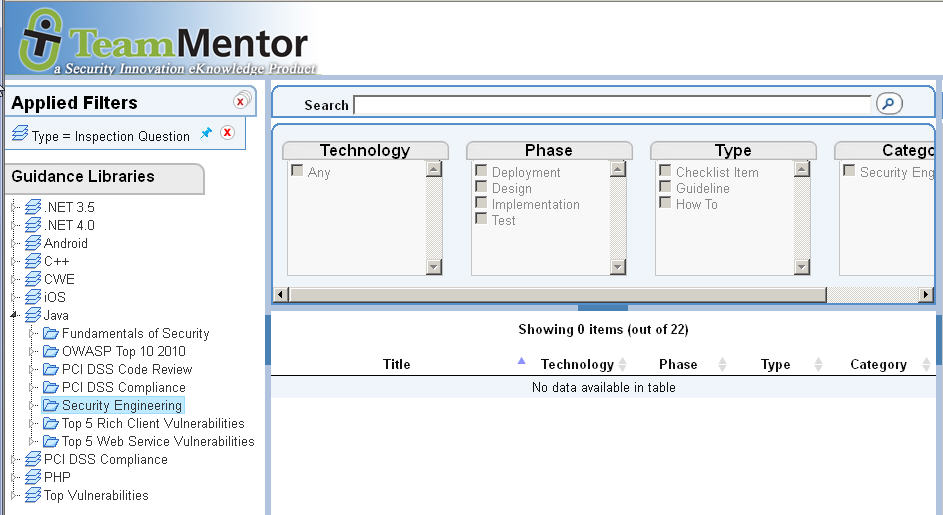 TeamMentor
a Security Innovation eKnowledge Product
Applied Filters
Type = Inspection Question
Guidance Libraries
.NET 3.5
.NET 4.0
Android
C++
CWE
iOS
Java
Fundamentals of Security
OWASP Top 10 2010
PCI DSS Code Review
PCI DSS Compliance
Security Engineering
Top 5 Rich Client Vulnerabilities
Top 5 Web Service Vulnerabilities
PCI DSS Compliance
PHP
Top Vulnerabilities
Search
Technology
Any
Phase
Deployment
Design
Implementation
Test
Type
Checklist Item
Guideline
How To
Catego
Security Eng
Showing 0 items (out of 22)
Title Technology Phase Type Category
No data available in table